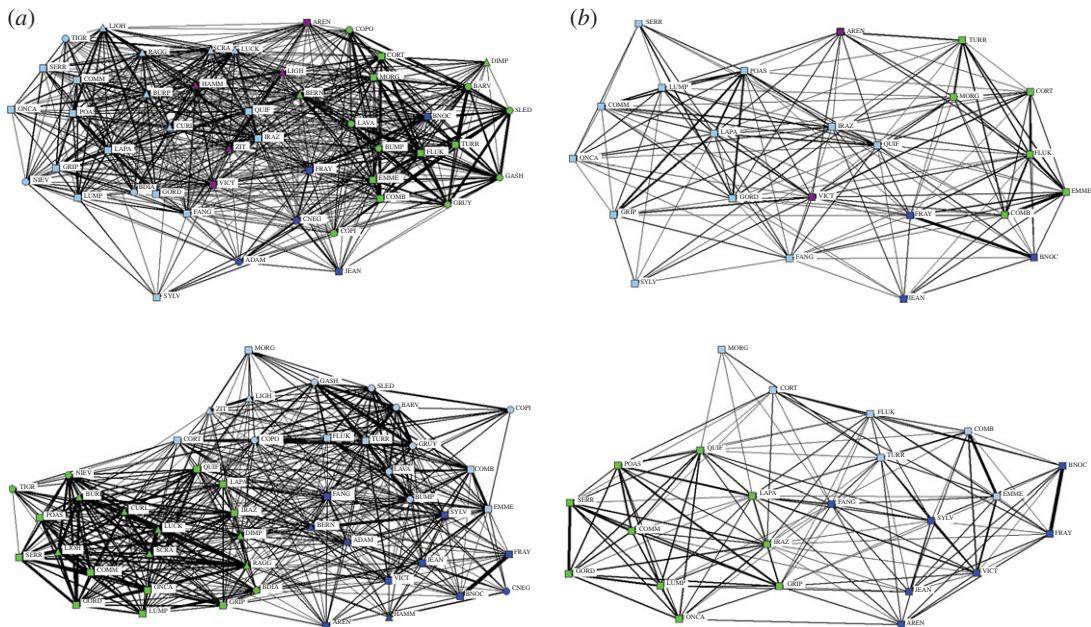 (a)
LJOH
AREN
TIGR
COPO
RAGG
SCRA
LUCK
CORT
SERR
DIMP
COMM
HAMM
LIGH
MORG
BURP
BERN
BARV
ONCA
POAS
QUIF
BNOC
SLED
CURL
LAVA
IRAZ
LAPA
ZIT
BUMP
FLUK
TURR
GRIP
FRAY
NIEV
BDIA
GORD
VICT
EMME
GASH
LUMP
COMB
GRUY
FANG
CNEG
COPI
ADAM
JEAN
SYLV
(b)
SERR
AREN
TURR
POAS
LUMP
CORT
MORG
COMM
IRAZ
LAPA
QUIF
ONCA
FLUK
GORD
VICT
EMME
GRIP
FRAY
COMB
FANG
BNOC
SYLV
JEAN
MORG
GASH
SLED
LIGH
ZIT
BARV
COPI
CORT
COPO
FLUK
TURR
GRUY
NIEV
QUIF
LAVA
COMB
TIGR
LAPA
BURP
FANG
BUMP
POAS
CURL
IRAZ
SYLV
EMME
LUCK
BERN
DIMP
ADAM
SERR
LJOH
SCRA
RAGG
JEAN
FRAY
COMM
VICT
ONCA
BDIA
BNOC
CNEG
GORD
LUMP
GRIP
HAMM
AREN
MORG
CORT
FLUK
COMB
QUIF
TURR
POAS
BNOC
LAPA
SERR
FANG
EMME
COMM
SYLV
FRAY
IRAZ
GORD
LUMP
GRIP
VICT
JEAN
ONCA
AREN